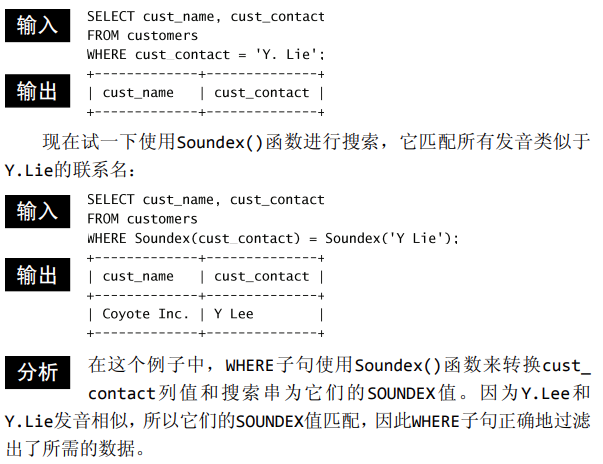 输入 SELECT cust_name, cust_contact
FROM customers
WHERE cust_contact = 'Y. Lie';
+------------+--------------+
输出 | cust_name | cust_contact |
+------------+--------------+
现在试一下使用Soundex()函数进行搜索，它匹配所有发音类似于
Y.Lie的联系名：
输入 SELECT cust_name, cust_contact
FROM customers
WHERE Soundex(cust_contact) = Soundex('Y Lie');
+-------------+--------------+
输出 | cust_name | cust_contact |
+-------------+--------------+
| Coyote Inc. | Y Lee |
+-------------+--------------+
分析 在这个例子中，WHERE子句使用Soundex()函数来转换cust_
contact列值和搜索串为它们的SOUNDEX值。因为Y.Lee和
Y.Lie发音相似，所以它们的SOUNDEX值匹配，因此WHERE子句正确地过滤
出了所需的数据。